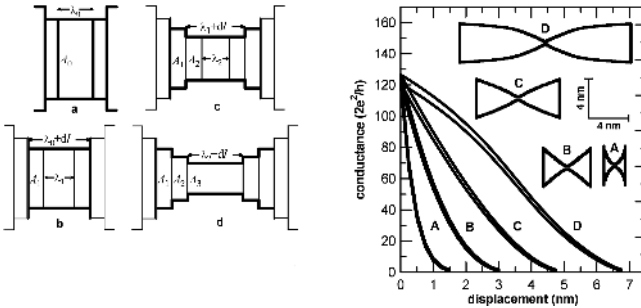 λ₀
A₀
a
λ₁+dl
A₁ A₂ λ₂
c
λ₀+dl
A₁ λ₁
b
A₁ A₂ A₃
d
conductance (2e²/h)
160
140
120
100
80
60
40
20
0
D
C
4 nm
4 nm
B A
A B C D
0 1 2 3 4 5 6 7
displacement (nm)